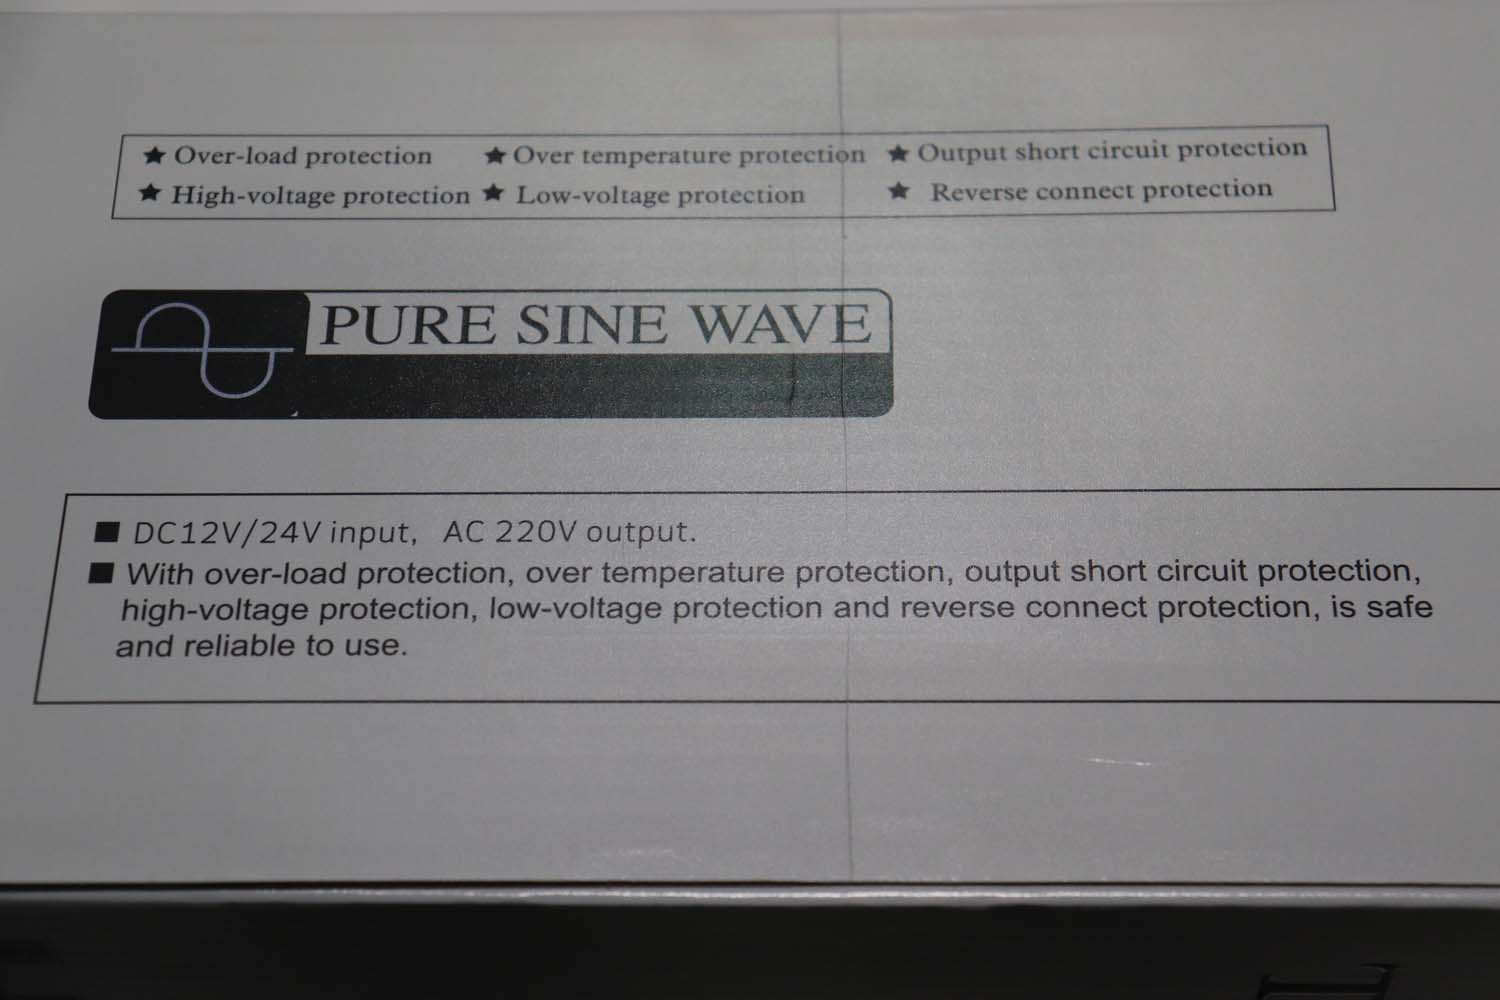 ★ Over-load protection ★ Over temperature protection ★ Output short circuit protection
★ High-voltage protection ★ Low-voltage protection ★ Reverse connect protection
PURE SINE WAVE
■ DC12V/24V input, AC 220V output.
■ With over-load protection, over temperature protection, output short circuit protection,
high-voltage protection, low-voltage protection and reverse connect protection, is safe
and reliable to use.